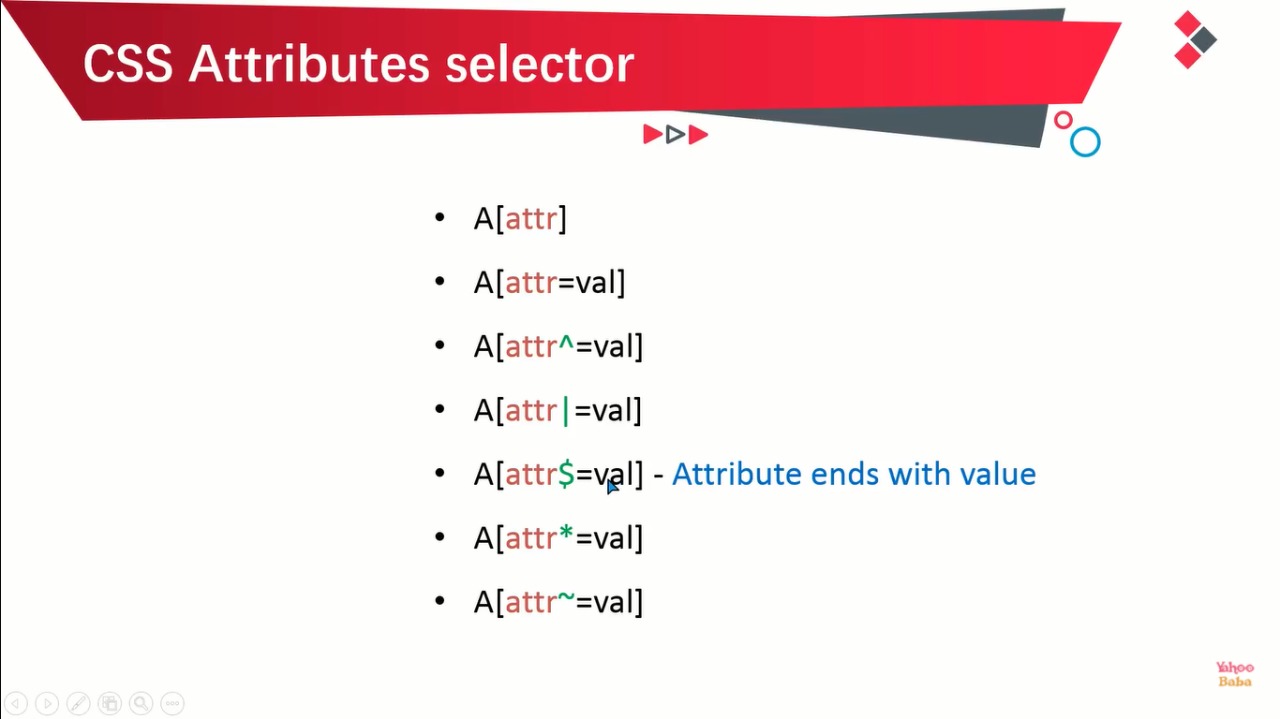 CSS Attributes selector
• A[attr]
• A[attr=val]
• A[attr^=val]
• A[attr|=val]
• A[attr$=val] - Attribute ends with value
• A[attr*=val]
• A[attr~=val]
Yahoo
Baba